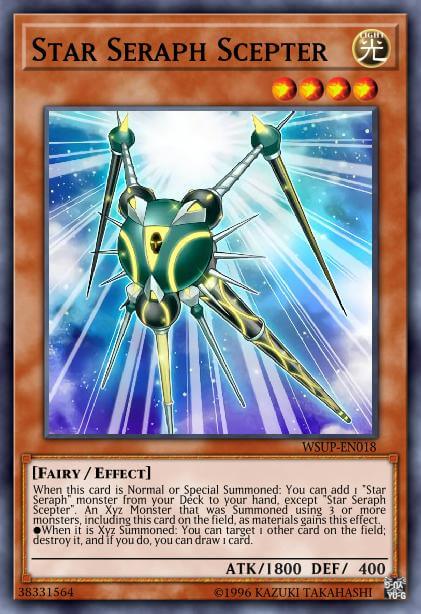 STAR SERAPH SCEPTER
LIGHT
光
WSUP-EN018
[FAIRY / EFFECT]
When this card is Normal or Special Summoned: You can add 1 "Star
Seraph" monster from your Deck to your hand, except "Star Seraph
Scepter". An Xyz Monster that was Summoned using 3 or more
monsters, including this card on the field, as materials gains this effect.
●When it is Xyz Summoned: You can target 1 other card on the field;
destroy it, and if you do, you can draw 1 card.
ATK/1800 DEF/ 400
38331564
©1996 KAZUKI TAKAHASHI